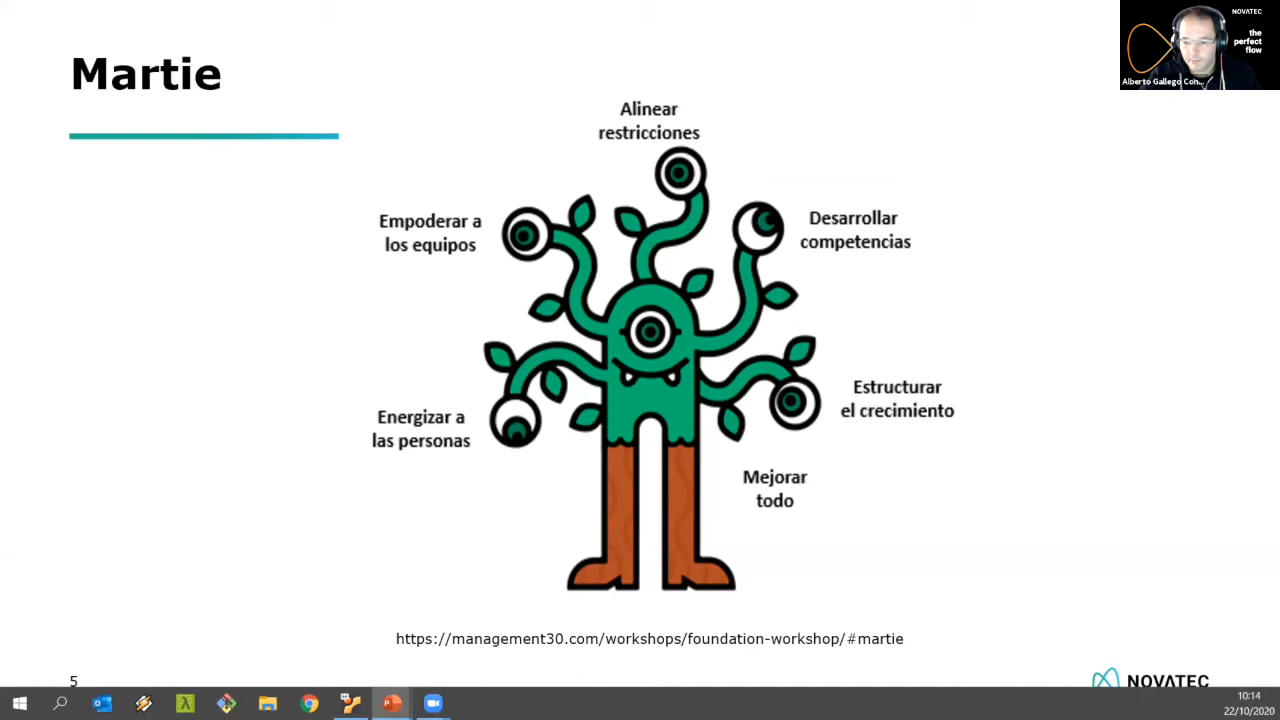 Martie
NOVATEC
the
perfect
flow
Alberto Gallego Con...
Alinear
restricciones
Empoderar a
los equipos
Desarrollar
competencias
Energizar a
las personas
Estructurar
el crecimiento
Mejorar
todo
https://management30.com/workshops/foundation-workshop/#martie
5
NOVATEC
10:14
22/10/2020